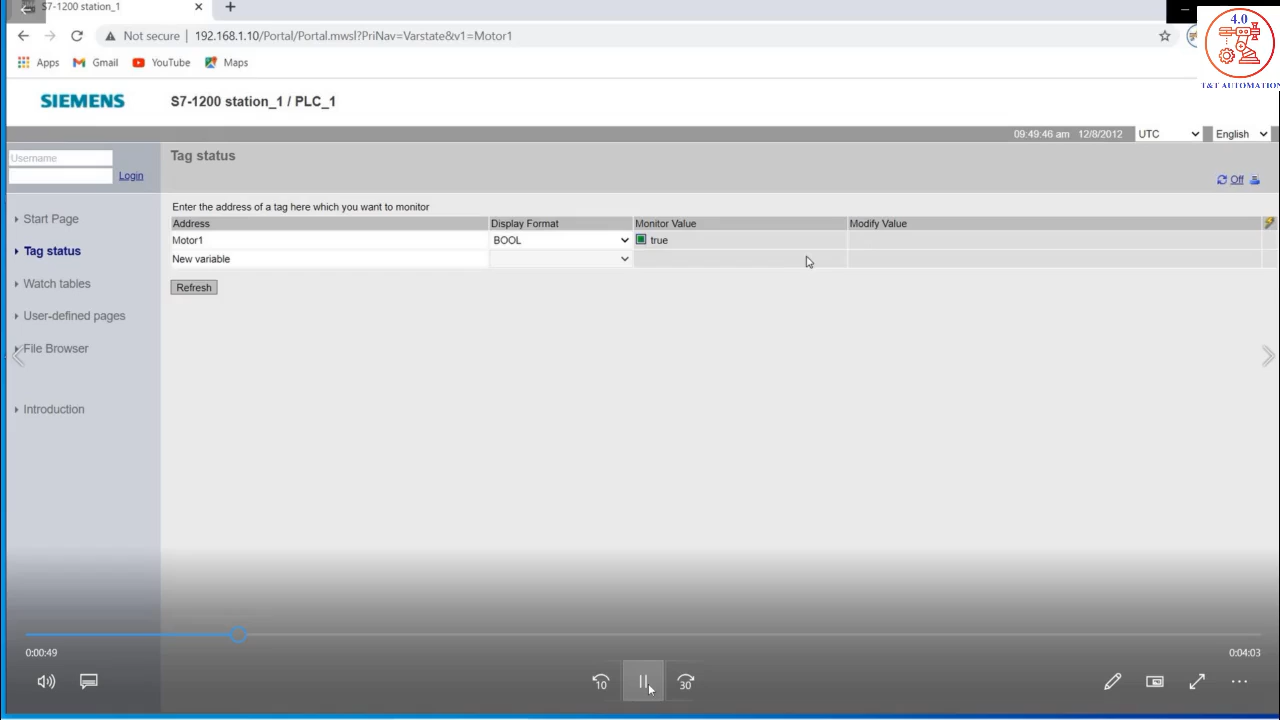 S7-1200 station_1
Not secure 192.168.1.10/Portal/Portal.mwsl?PriNav=Varstate&v1=Motor1
Apps Gmail YouTube Maps
4.0
T&T AUTOMATION
SIEMENS S7-1200 station_1 / PLC_1
09:49:46 am 12/8/2012 UTC English
Username Tag status
Login
Off
Enter the address of a tag here which you want to monitor
Address Display Format Monitor Value Modify Value
Motor1 BOOL true
New variable
Refresh
Start Page
Tag status
Watch tables
User-defined pages
File Browser
Introduction
0:00:49 0:04:03
10 30